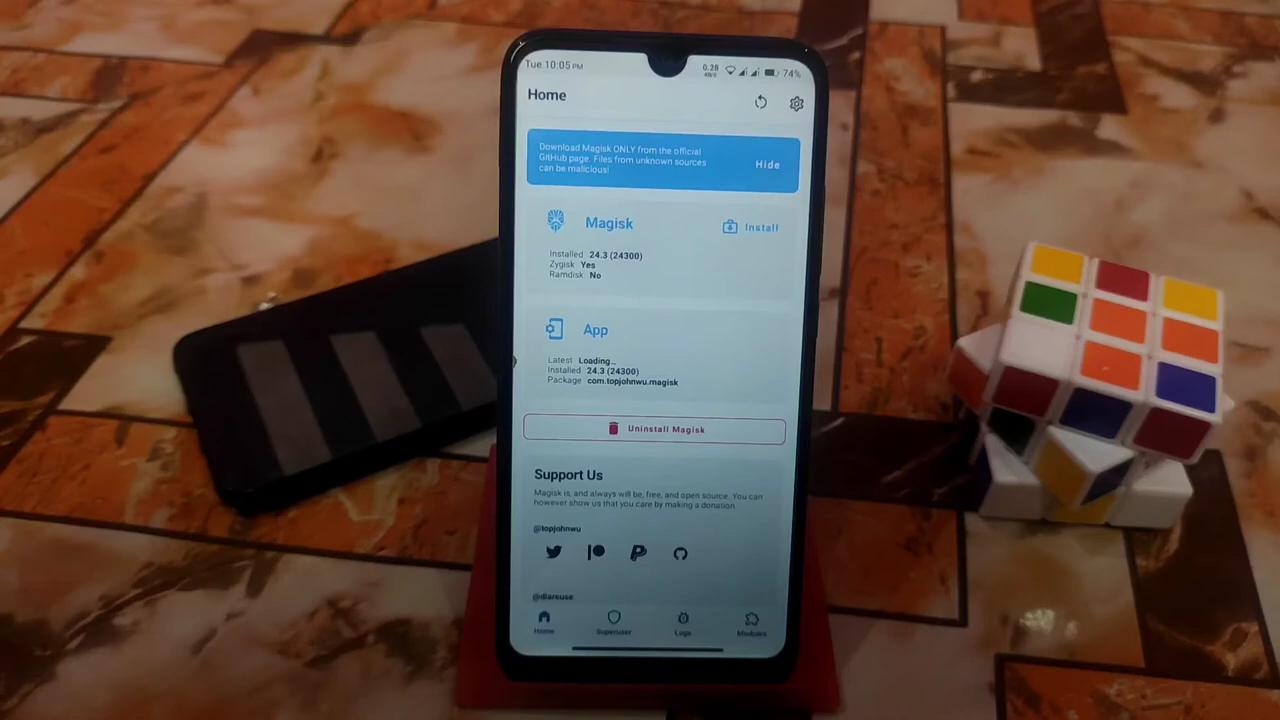 Tue 10:05 PM
0.28
KB/S
74%
Home
Download Magisk ONLY from the official
GitHub page. Files from unknown sources
can be malicious!
Hide
Magisk
Install
Installed 24.3 (24300)
Zygisk Yes
Ramdisk No
App
Latest Loading...
Installed 24.3 (24300)
Package com.topjohnwu.magisk
Uninstall Magisk
Support Us
Magisk is, and always will be, free, and open source. You can
however show us that you care by making a donation.
@topjohnwu
@diareuse
Home
Superuser
Logs
Modules